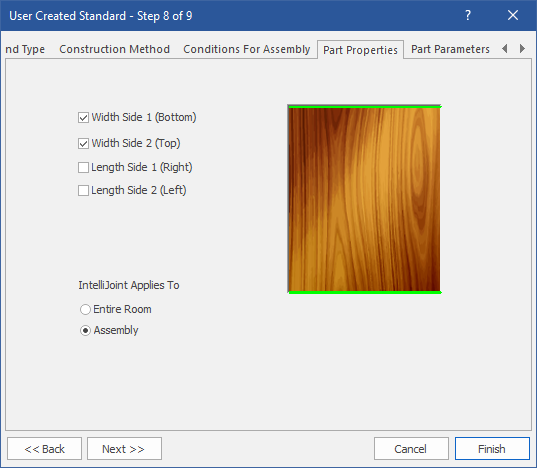 User Created Standard - Step 8 of 9 ?
nd Type Construction Method Conditions For Assembly Part Properties Part Parameters
Width Side 1 (Bottom)
Width Side 2 (Top)
Length Side 1 (Right)
Length Side 2 (Left)
IntelliJoint Applies To
Entire Room
Assembly
<< Back Next >> Cancel Finish